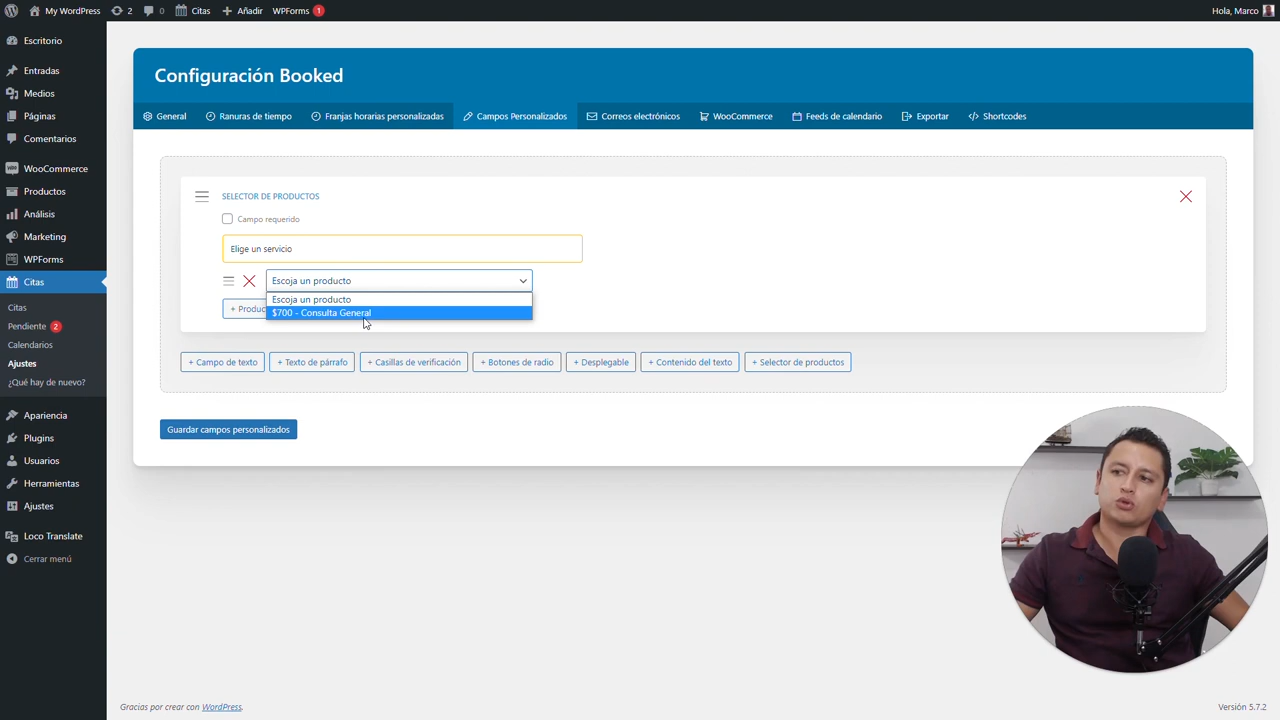 My WordPress
2
0
Citas
Añadir
WPForms
1
Hola, Marco
Escritorio
Entradas
Medios
Páginas
Comentarios
WooCommerce
Productos
Análisis
Marketing
WPForms
Citas
Citas
Pendiente 2
Calendarios
Ajustes
¿Qué hay de nuevo?
Apariencia
Plugins
Usuarios
Herramientas
Ajustes
Loco Translate
Cerrar menú
Configuración Booked
General
Ranuras de tiempo
Franjas horarias personalizadas
Campos Personalizados
Correos electrónicos
WooCommerce
Feeds de calendario
Exportar
Shortcodes
SELECTOR DE PRODUCTOS
Campo requerido
Elige un servicio
Escoja un producto
Escoja un producto
$700 - Consulta General
+ Campo de texto
+ Texto de párrafo
+ Casillas de verificación
+ Botones de radio
+ Desplegable
+ Contenido del texto
+ Selector de productos
Guardar campos personalizados
Gracias por crear con WordPress.
Versión 5.7.2